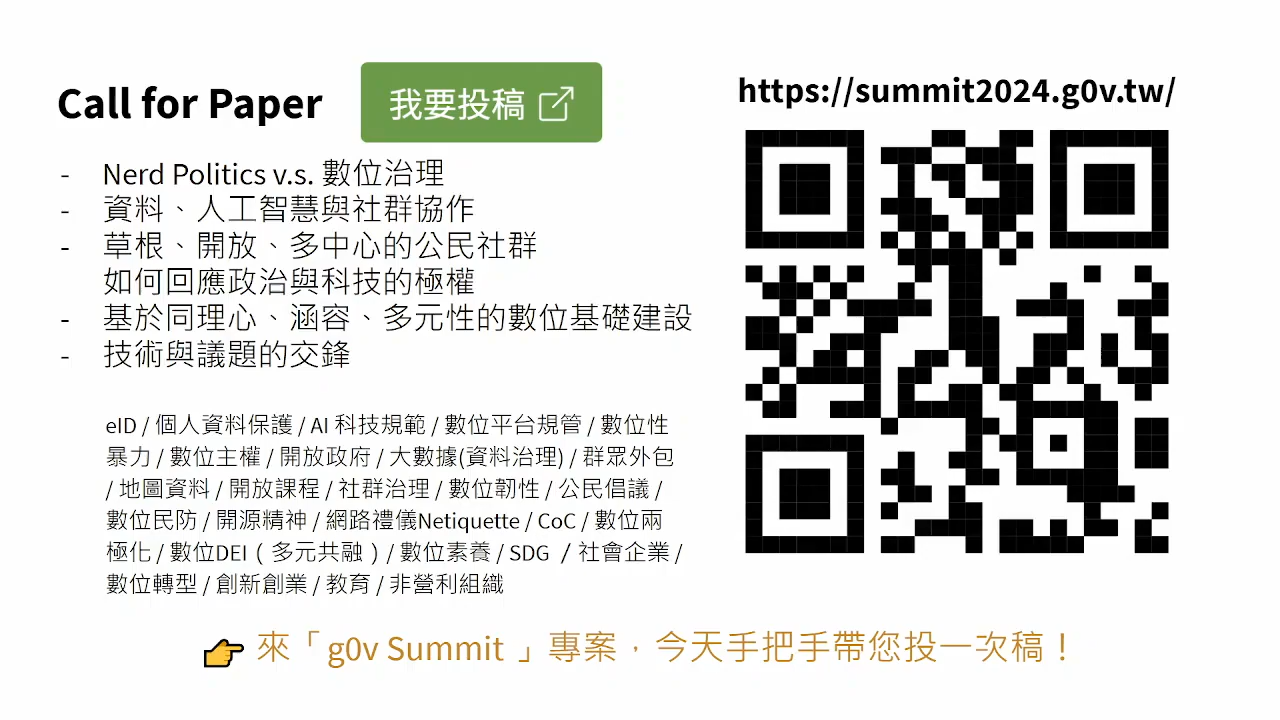 Call for Paper
我要投稿
- Nerd Politics v.s. 數位治理
- 資料、人工智慧與社群協作
- 草根、開放、多中心的公民社群
如何回應政治與科技的極權
- 基於同理心、涵容、多元性的數位基礎建設
- 技術與議題的交鋒
eID / 個人資料保護 / AI 科技規範 / 數位平台規管 / 數位性
暴力 / 數位主權 / 開放政府 / 大數據(資料治理) / 群眾外包
/ 地圖資料 / 開放課程 / 社群治理 / 數位韌性 / 公民倡議 /
數位民防 / 開源精神 / 網路禮儀Netiquette / CoC / 數位兩
極化 / 數位DEI（多元共融）/ 數位素養 / SDG ／社會企業 /
數位轉型 / 創新創業 / 教育 / 非營利組織
https://summit2024.g0v.tw/
👉 來「g0v Summit 」專案，今天手把手帶您投一次稿！